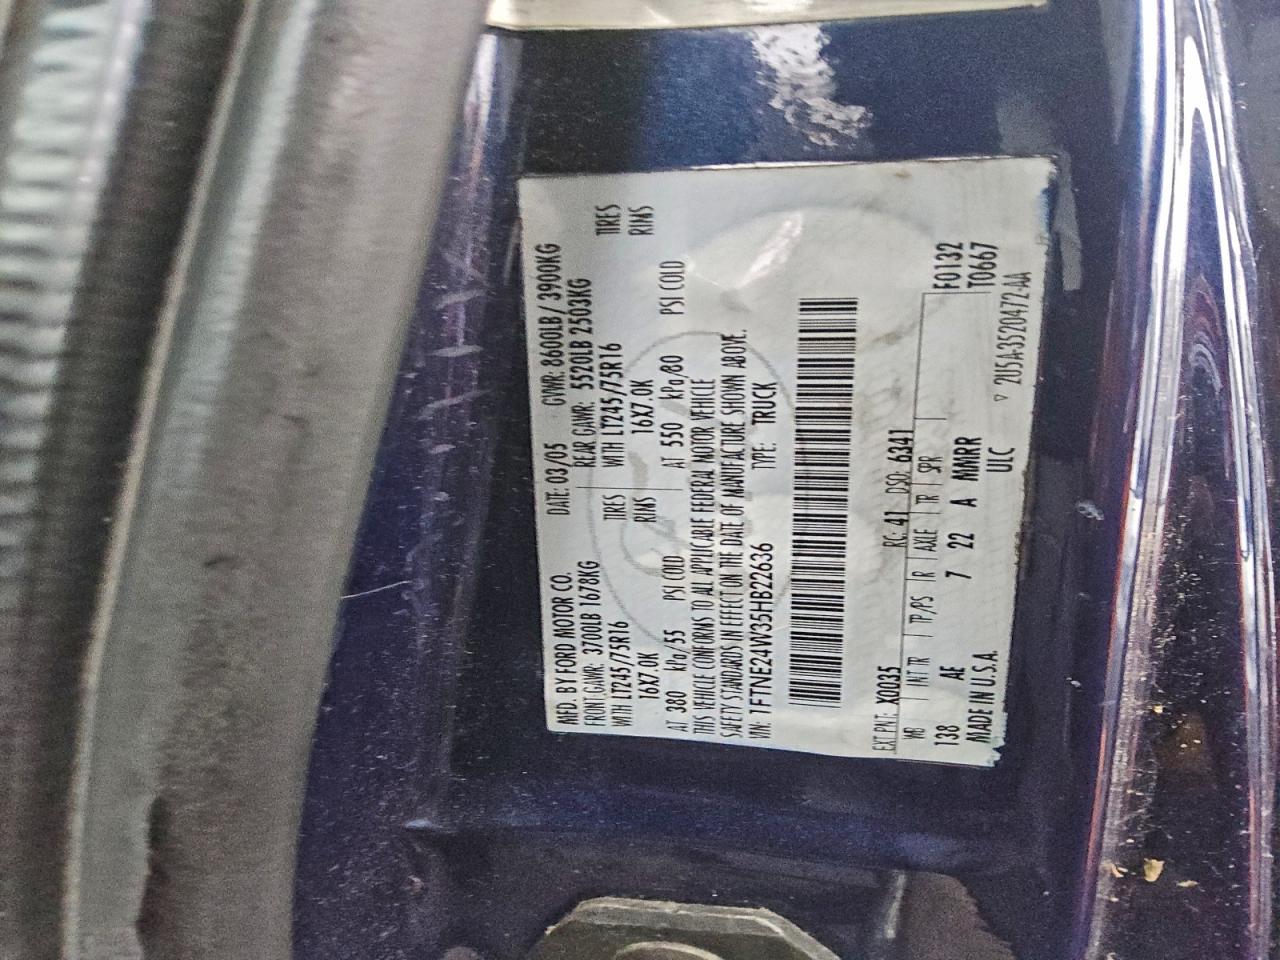 MFD. BY FORD MOTOR CO. DATE: 03/05 GVWR: 8600LB/ 3900KG
FRONT GAWR: 3700LB 1678KG REAR GAWR: 5520LB 2503KG
WITH LT245/75R16 TIRES WITH LT245/75R16 TIRES
16X7.0K RIMS 16X7.0K RIMS
AT 380 kPa/55 PSI COLD AT 550 kPa/80 PSI COLD
THIS VEHICLE CONFORMS TO ALL APPLICABLE FEDERAL MOTOR VEHICLE
SAFETY STANDARDS IN EFFECT ON THE DATE OF MANUFACTURE SHOWN ABOVE.
VIN: 1FTNE24W35HB22636 TYPE: TRUCK
EXT PNT: X0035 RC: 41 DSO: 6341
WB INT TR TP/PS R AXLE TR SPR F0132
138 AE 7 22 A MMRR T0667
MADE IN U.S.A. ULC ▽ 2U5A-3520472-AA